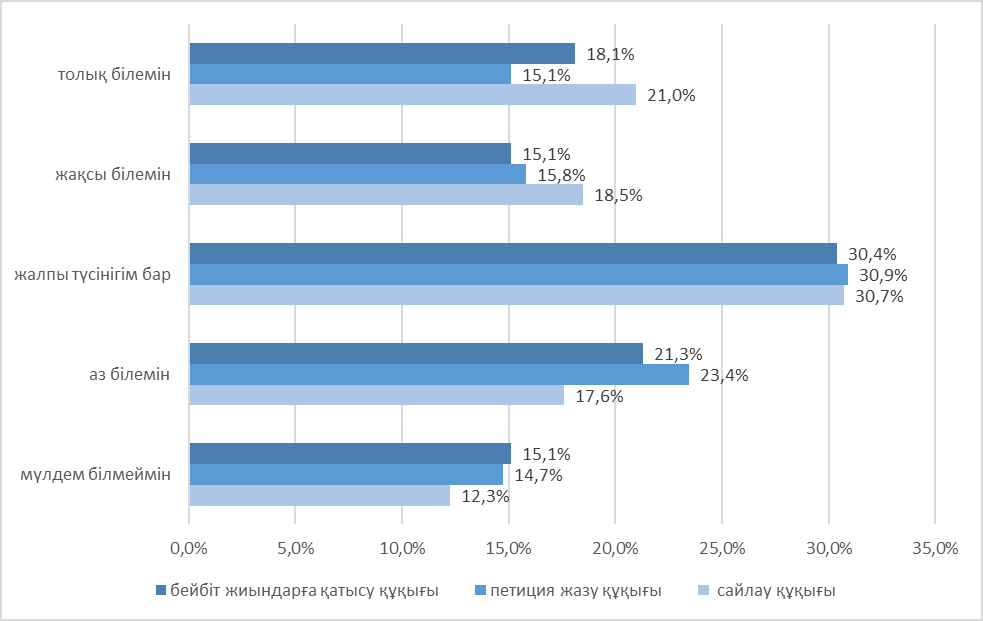 толық білемін
18,1%
15,1%
21,0%
жақсы білемін
15,1%
15,8%
18,5%
жалпы түсінігім бар
30,4%
30,9%
30,7%
аз білемін
21,3%
23,4%
17,6%
мүлдем білмеймін
15,1%
14,7%
12,3%
0,0% 5,0% 10,0% 15,0% 20,0% 25,0% 30,0% 35,0%
бейбіт жиындарға қатысу құқығы петиция жазу құқығы сайлау құқығы